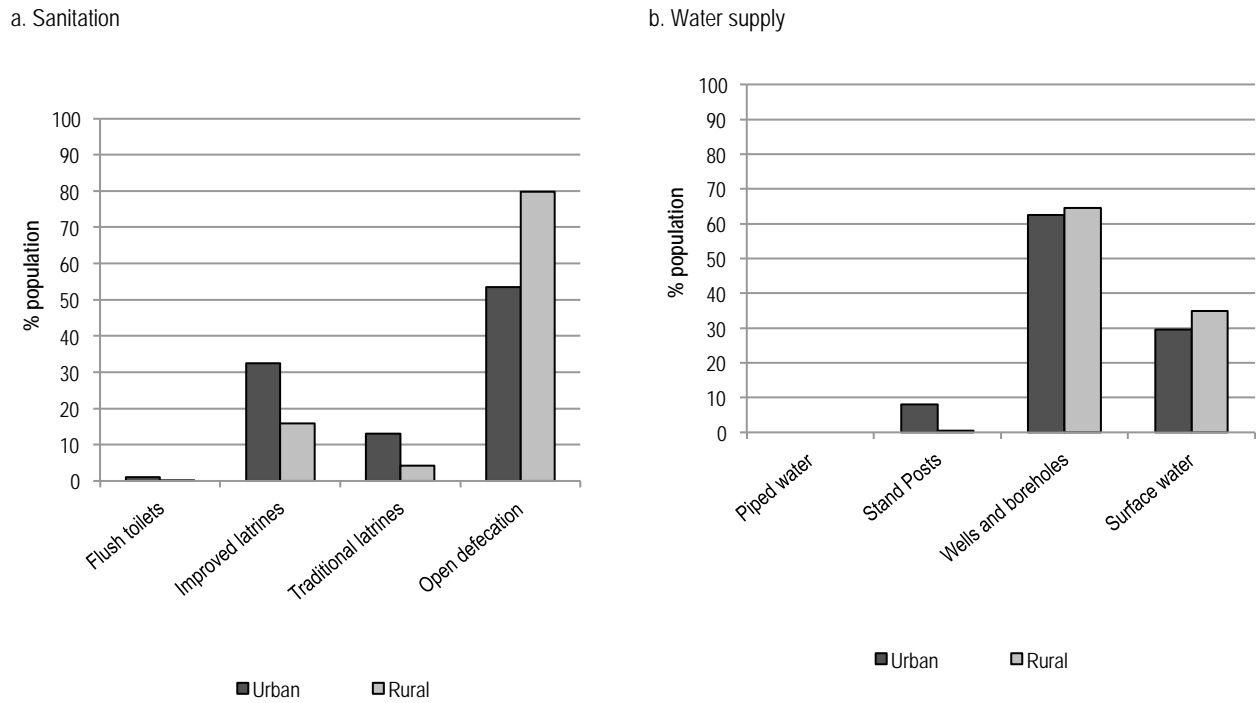 a. Sanitation
% population
100
90
80
70
60
50
40
30
20
10
0
Flush toilets
Improved latrines
Traditional latrines
Open defecation
Urban
Rural
b. Water supply
% population
100
90
80
70
60
50
40
30
20
10
0
Piped water
Stand Posts
Wells and boreholes
Surface water
Urban
Rural